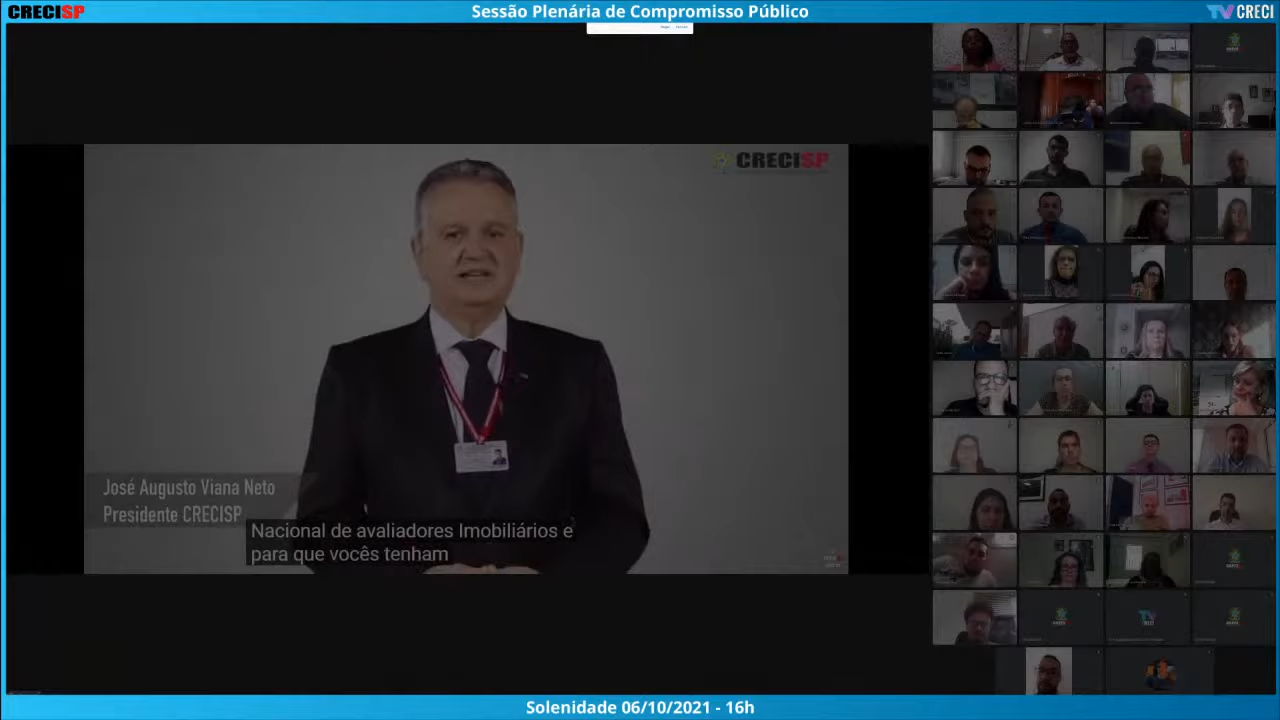 CRECISP
Sessão Plenária de Compromisso Público
TV CRECI
CRECISP
José Augusto Viana Neto
Presidente CRECISP
Nacional de avaliadores Imobiliários e
para que vocês tenham
Solenidade 06/10/2021 - 16h